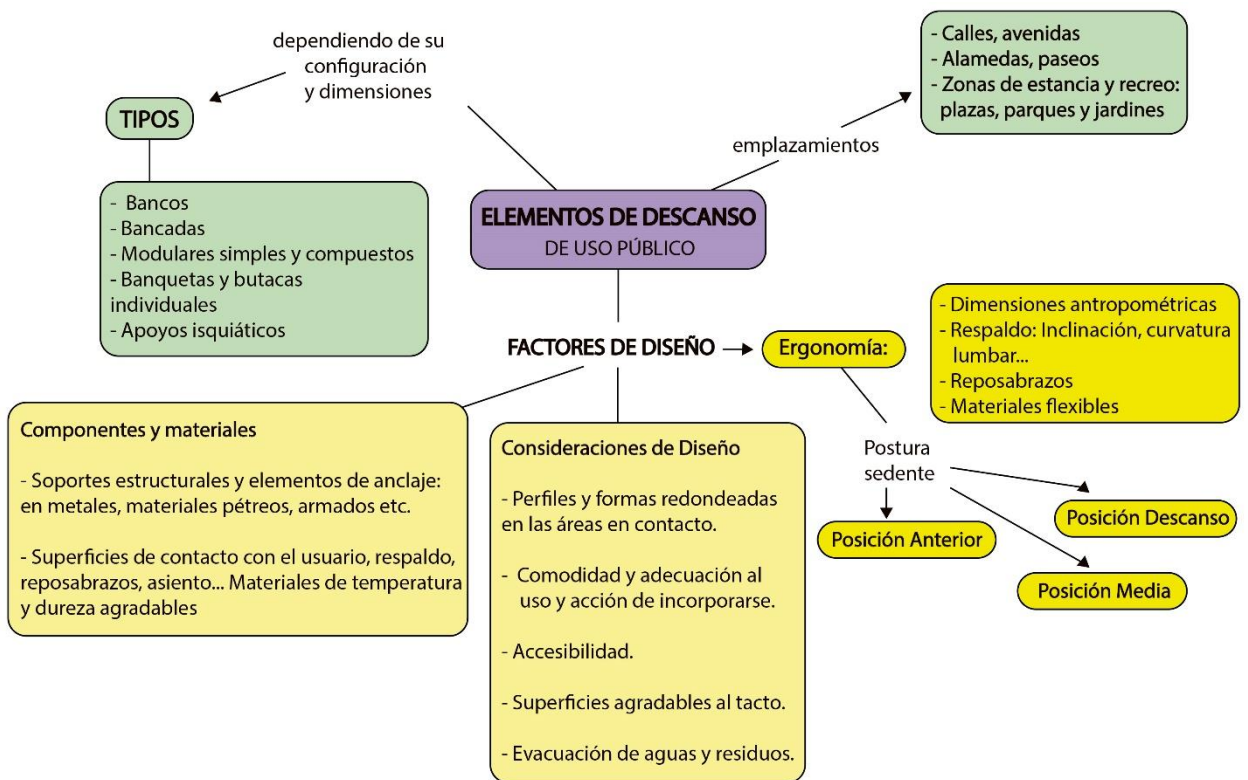 dependiendo de su
configuración
y dimensiones
TIPOS
- Bancos
- Bancadas
- Modulares simples y compuestos
- Banquetas y butacas
individuales
- Apoyos isquiáticos
- Calles, avenidas
- Alamedas, paseos
- Zonas de estancia y recreo:
plazas, parques y jardines
emplazamientos
ELEMENTOS DE DESCANSO
DE USO PÚBLICO
FACTORES DE DISEÑO
Ergonomía:
- Dimensiones antropométricas
- Respaldo: Inclinación, curvatura
lumbar...
- Reposabrazos
- Materiales flexibles
Componentes y materiales
- Soportes estructurales y elementos de anclaje:
en metales, materiales pétreos, armados etc.
- Superficies de contacto con el usuario, respaldo,
reposabrazos, asiento... Materiales de temperatura
y dureza agradables
Consideraciones de Diseño
- Perfiles y formas redondeadas
en las áreas en contacto.
- Comodidad y adecuación al
uso y acción de incorporarse.
- Accesibilidad.
- Superficies agradables al tacto.
- Evacuación de aguas y residuos.
Postura
sedente
Posición Anterior
Posición Descanso
Posición Media